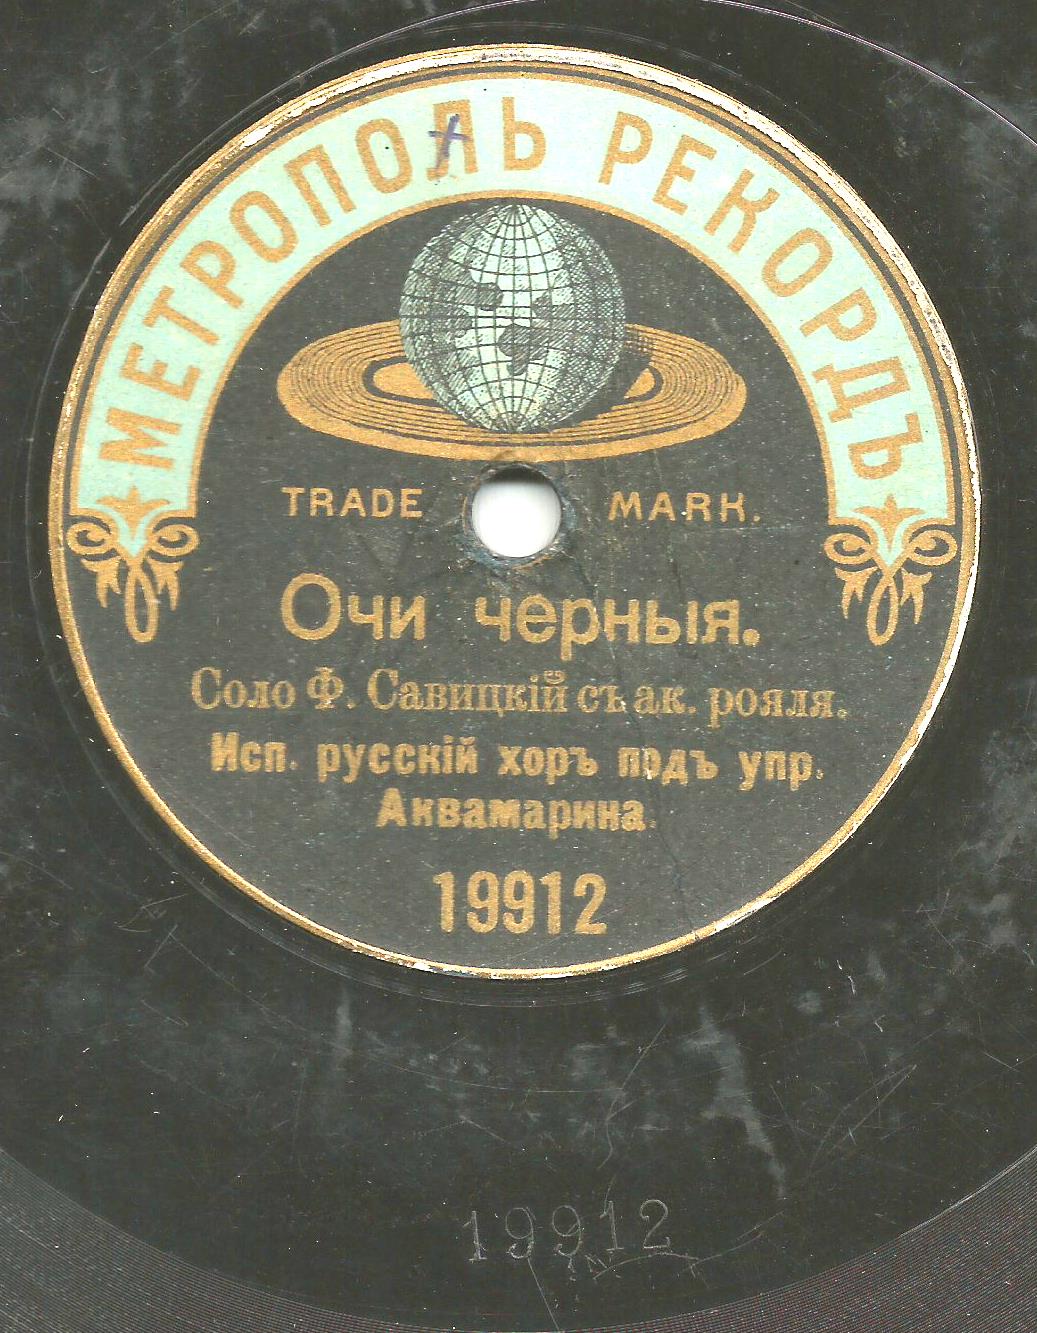 МЕТРОПОЛЬ РЕКОРДЪ
TRADE MARK.
Очи черныя.
Соло Ф. Савицкій съ ак. рояля.
Исп. русскій хоръ подъ упр.
Аквамарина.
19912
19912